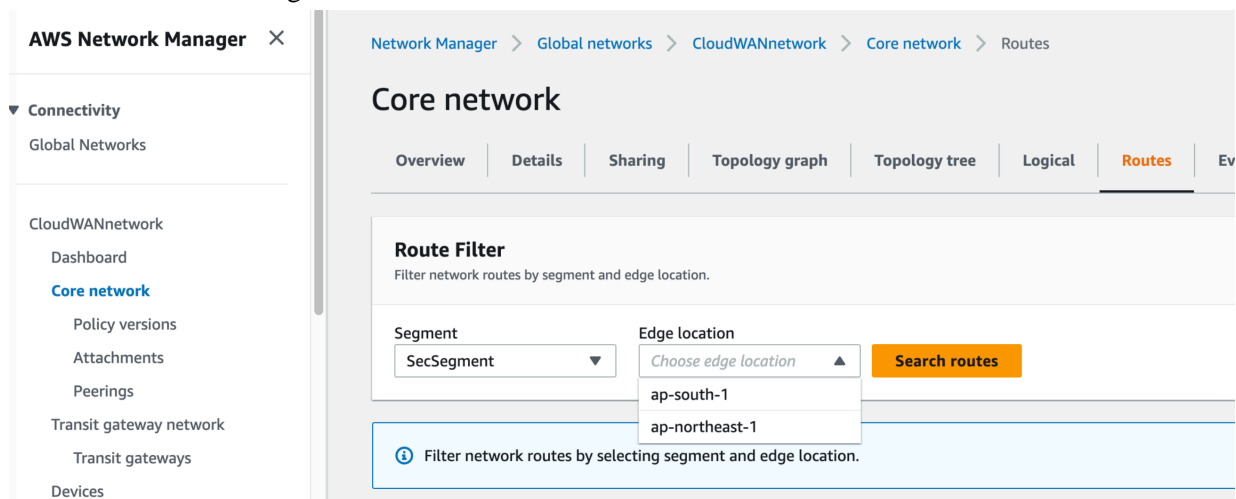 AWS Network Manager
Connectivity
Global Networks
CloudWANnetwork
Dashboard
Core network
Policy versions
Attachments
Peerings
Transit gateway network
Transit gateways
Devices
Network Manager > Global networks > CloudWANnetwork > Core network > Routes
Core network
Overview Details Sharing Topology graph Topology tree Logical Routes Ev
Route Filter
Filter network routes by segment and edge location.
Segment Edge location
SecSegment Choose edge location Search routes
ap-south-1
ap-northeast-1
Filter network routes by selecting segment and edge location.